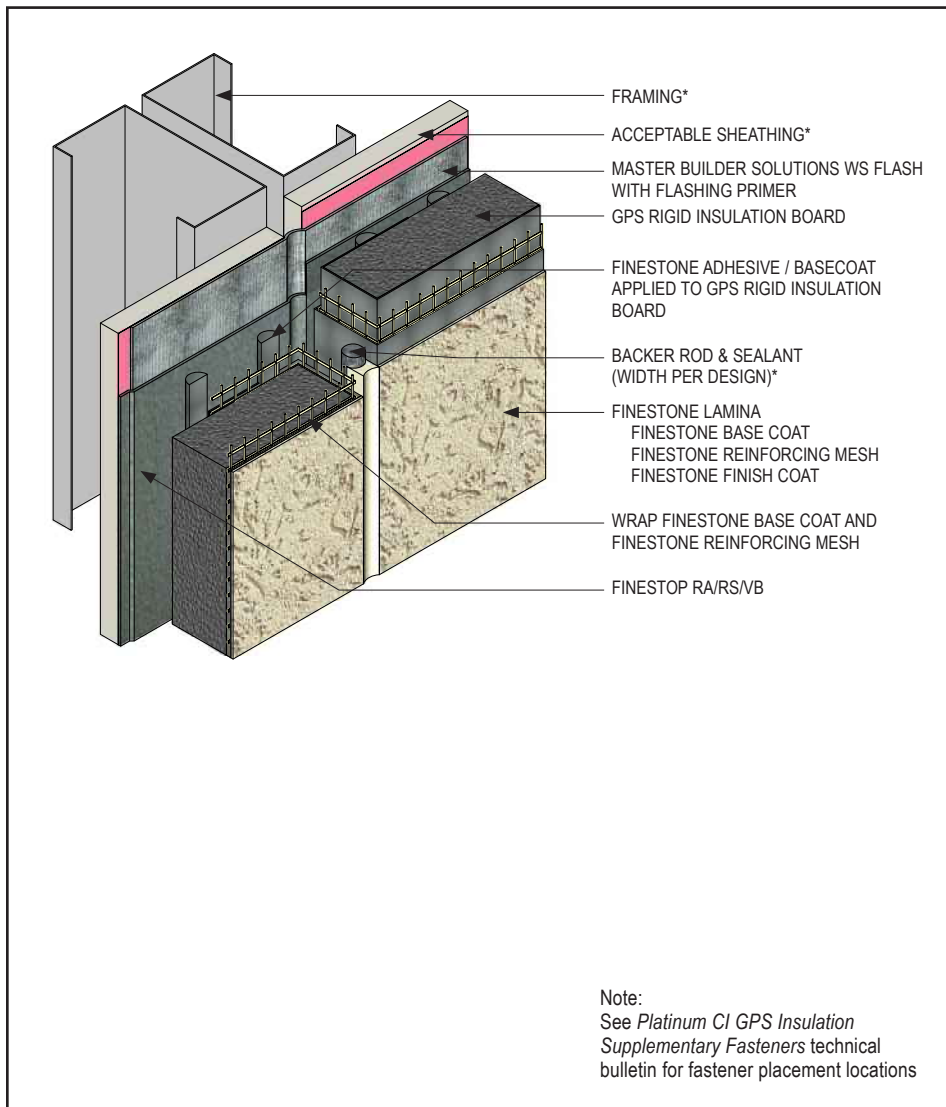 FRAMING*
ACCEPTABLE SHEATHING*
MASTER BUILDER SOLUTIONS WS FLASH
WITH FLASHING PRIMER
GPS RIGID INSULATION BOARD
FINESTONE ADHESIVE / BASECOAT
APPLIED TO GPS RIGID INSULATION
BOARD
BACKER ROD & SEALANT
(WIDTH PER DESIGN)*
FINESTONE LAMINA
FINESTONE BASE COAT
FINESTONE REINFORCING MESH
FINESTONE FINISH COAT
WRAP FINESTONE BASE COAT AND
FINESTONE REINFORCING MESH
FINESTOP RA/RS/VB
Note:
See Platinum CI GPS Insulation
Supplementary Fasteners technical
bulletin for fastener placement locations